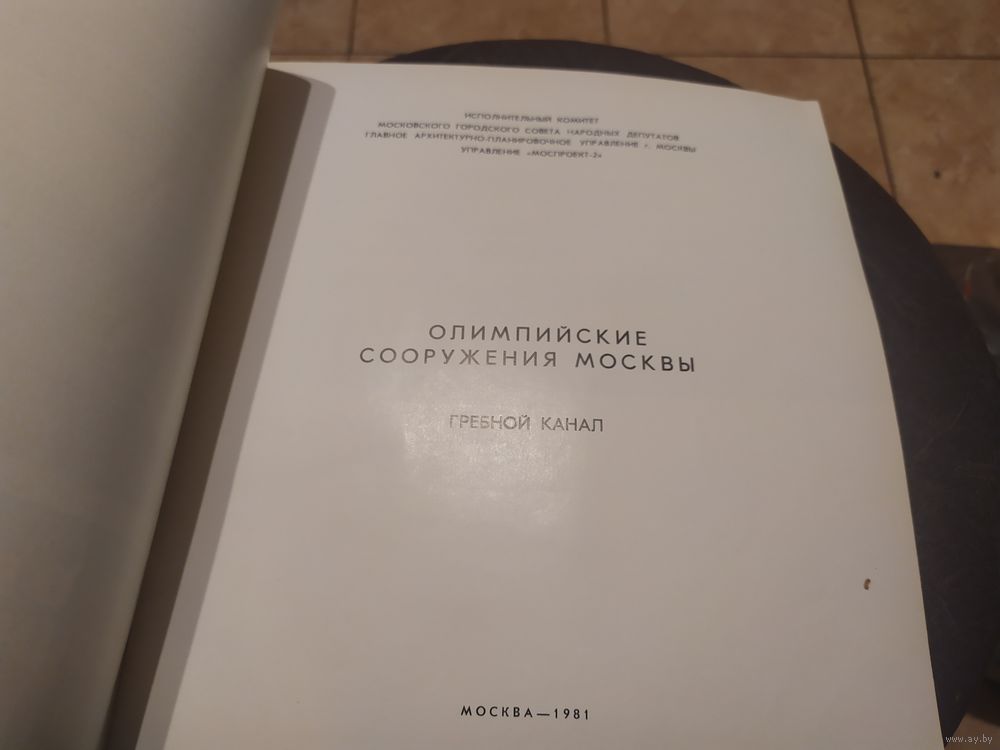 ИСПОЛНИТЕЛЬНЫЙ КОМИТЕТ
МОСКОВСКОГО ГОРОДСКОГО СОВЕТА НАРОДНЫХ ДЕПУТАТОВ
ГЛАВНОЕ АРХИТЕКТУРНО-ПЛАНИРОВОЧНОЕ УПРАВЛЕНИЕ г. МОСКВЫ
УПРАВЛЕНИЕ «МОСПРОЕКТ-2»
ОЛИМПИЙСКИЕ
СООРУЖЕНИЯ МОСКВЫ
ГРЕБНОЙ КАНАЛ
МОСКВА—1981
www.ay.by